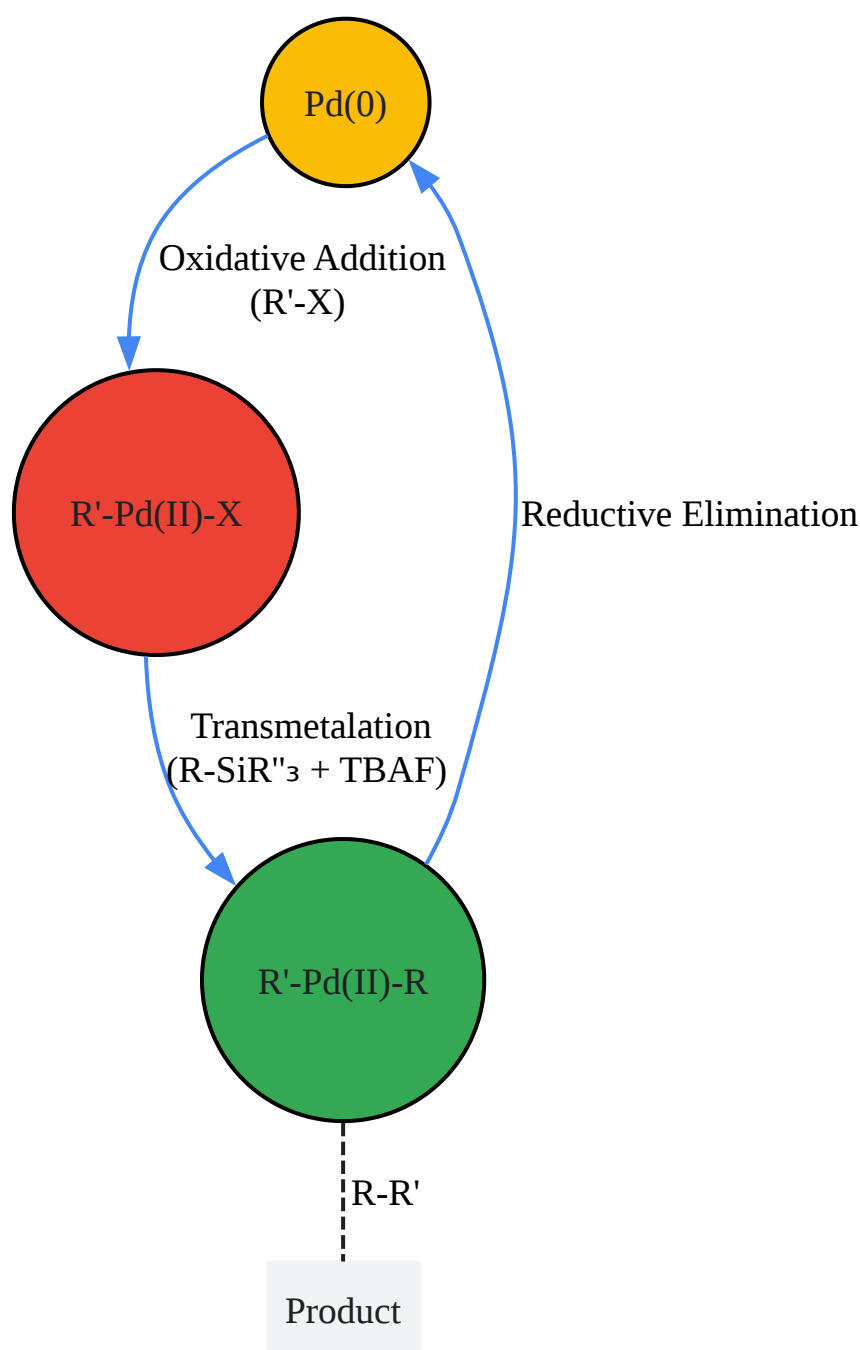 Pd(0)
Oxidative Addition
(R'-X)
R'-Pd(II)-X
Reductive Elimination
Transmetalation
(R-SiR"₃ + TBAF)
R'-Pd(II)-R
R-R'
Product